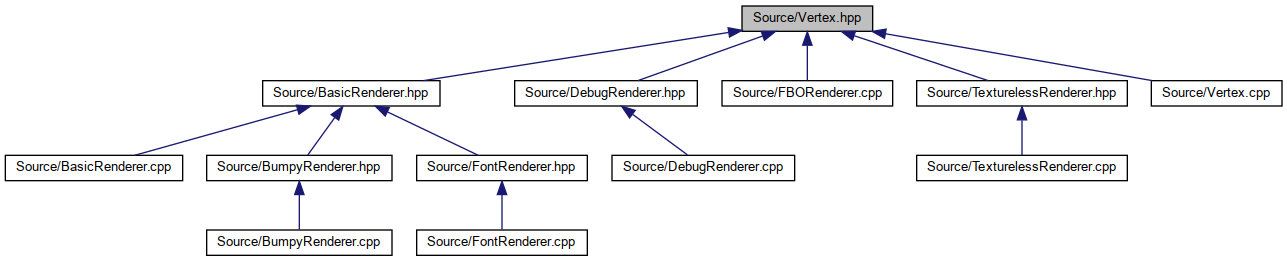 Source/Vertex.hpp
Source/BasicRenderer.hpp
Source/DebugRenderer.hpp
Source/FBORenderer.cpp
Source/TexturelessRenderer.hpp
Source/Vertex.cpp
Source/BasicRenderer.cpp
Source/BumpyRenderer.hpp
Source/FontRenderer.hpp
Source/DebugRenderer.cpp
Source/TexturelessRenderer.cpp
Source/BumpyRenderer.cpp
Source/FontRenderer.cpp